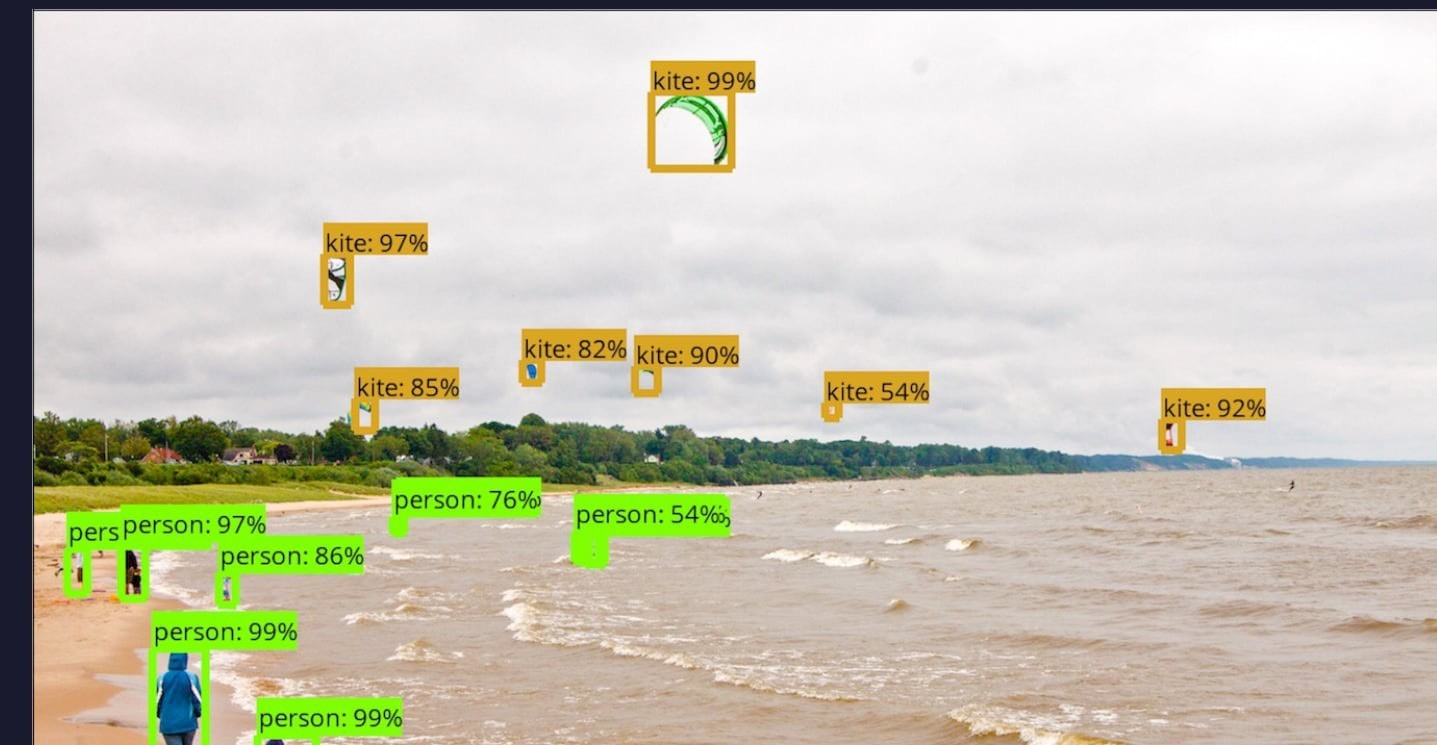 kite: 99%
kite: 97%
kite: 82%
kite: 90%
kite: 85%
kite: 54%
kite: 92%
person: 76%
person: 54%
pers
person: 97%
person: 86%
person: 99%
person: 99%